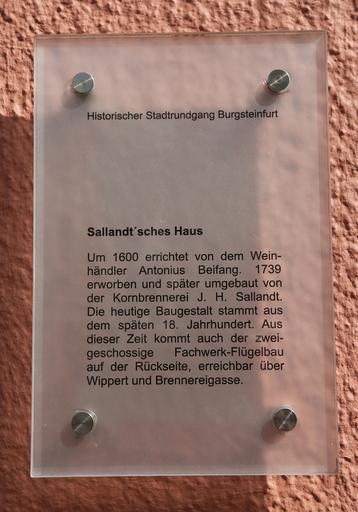 Historischer Stadtrundgang Burgsteinfurt
Sallandt´sches Haus
Um 1600 errichtet von dem Wein-
händler Antonius Beifang. 1739
erworben und später umgebaut von
der Kornbrennerei J. H. Sallandt.
Die heutige Baugestalt stammt aus
dem späten 18. Jahrhundert. Aus
dieser Zeit kommt auch der zwei-
geschossige Fachwerk-Flügelbau
auf der Rückseite, erreichbar über
Wippert und Brennereigasse.